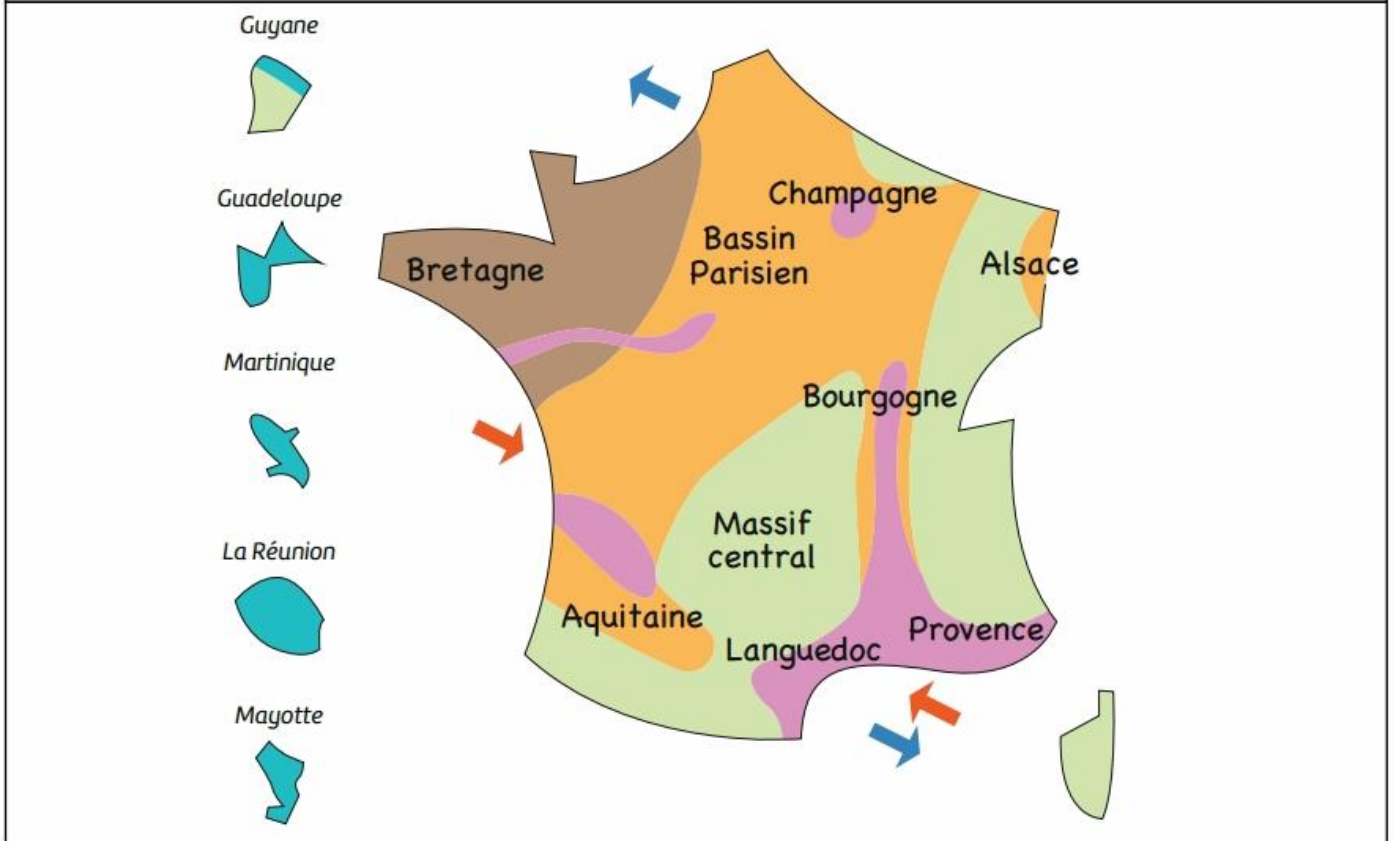 Guyane
Guadeloupe
Martinique
La Réunion
Mayotte
Champagne
Bassin
Parisien
Bretagne
Alsace
Bourgogne
Massif
central
Aquitaine
Languedoc
Provence